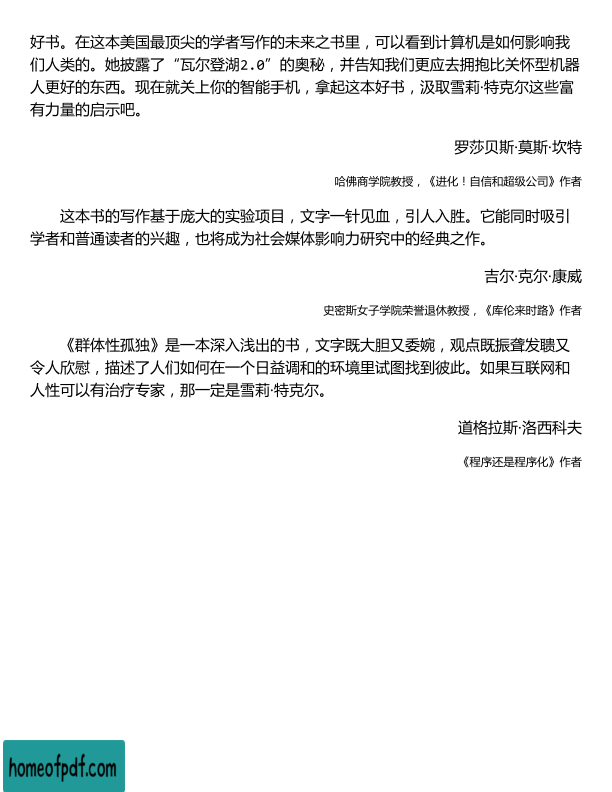 好书。在这本美国最顶尖的学者写作的未来之书里，可以看到计算机是如何影响我
们人类的。她披露了“瓦尔登湖2.0”的奥秘，并告知我们更应去拥抱比关怀型机器
人更好的东西。现在就关上你的智能手机，拿起这本好书，汲取雪莉·特克尔这些富
有力量的启示吧。
罗莎贝斯·莫斯·坎特
哈佛商学院教授，《进化！自信和超级公司》作者
这本书的写作基于庞大的实验项目，文字一针见血，引人入胜。它能同时吸引
学者和普通读者的兴趣，也将成为社会媒体影响力研究中的经典之作。
吉尔·克尔·康威
史密斯女子学院荣誉退休教授，《库伦来时路》作者
《群体性孤独》是一本深入浅出的书，文字既大胆又委婉，观点既振聋发聩又
令人欣慰，描述了人们如何在一个日益调和的环境里试图找到彼此。如果互联网和
人性可以有治疗专家，那一定是雪莉·特克尔。
道格拉斯·洛西科夫
《程序还是程序化》作者
homeofpdf.com